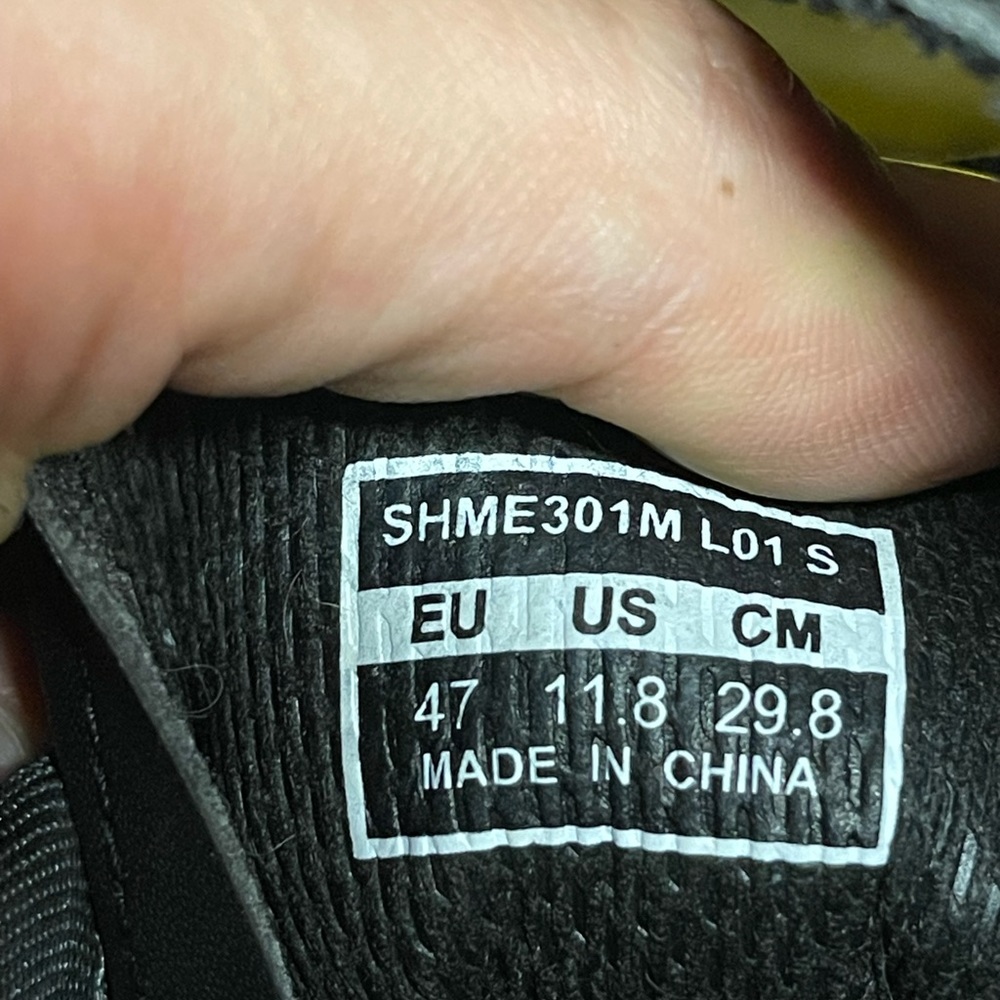 SHME301M L01 S
EU US CM
47 11.8 29.8
MADE IN CHINA